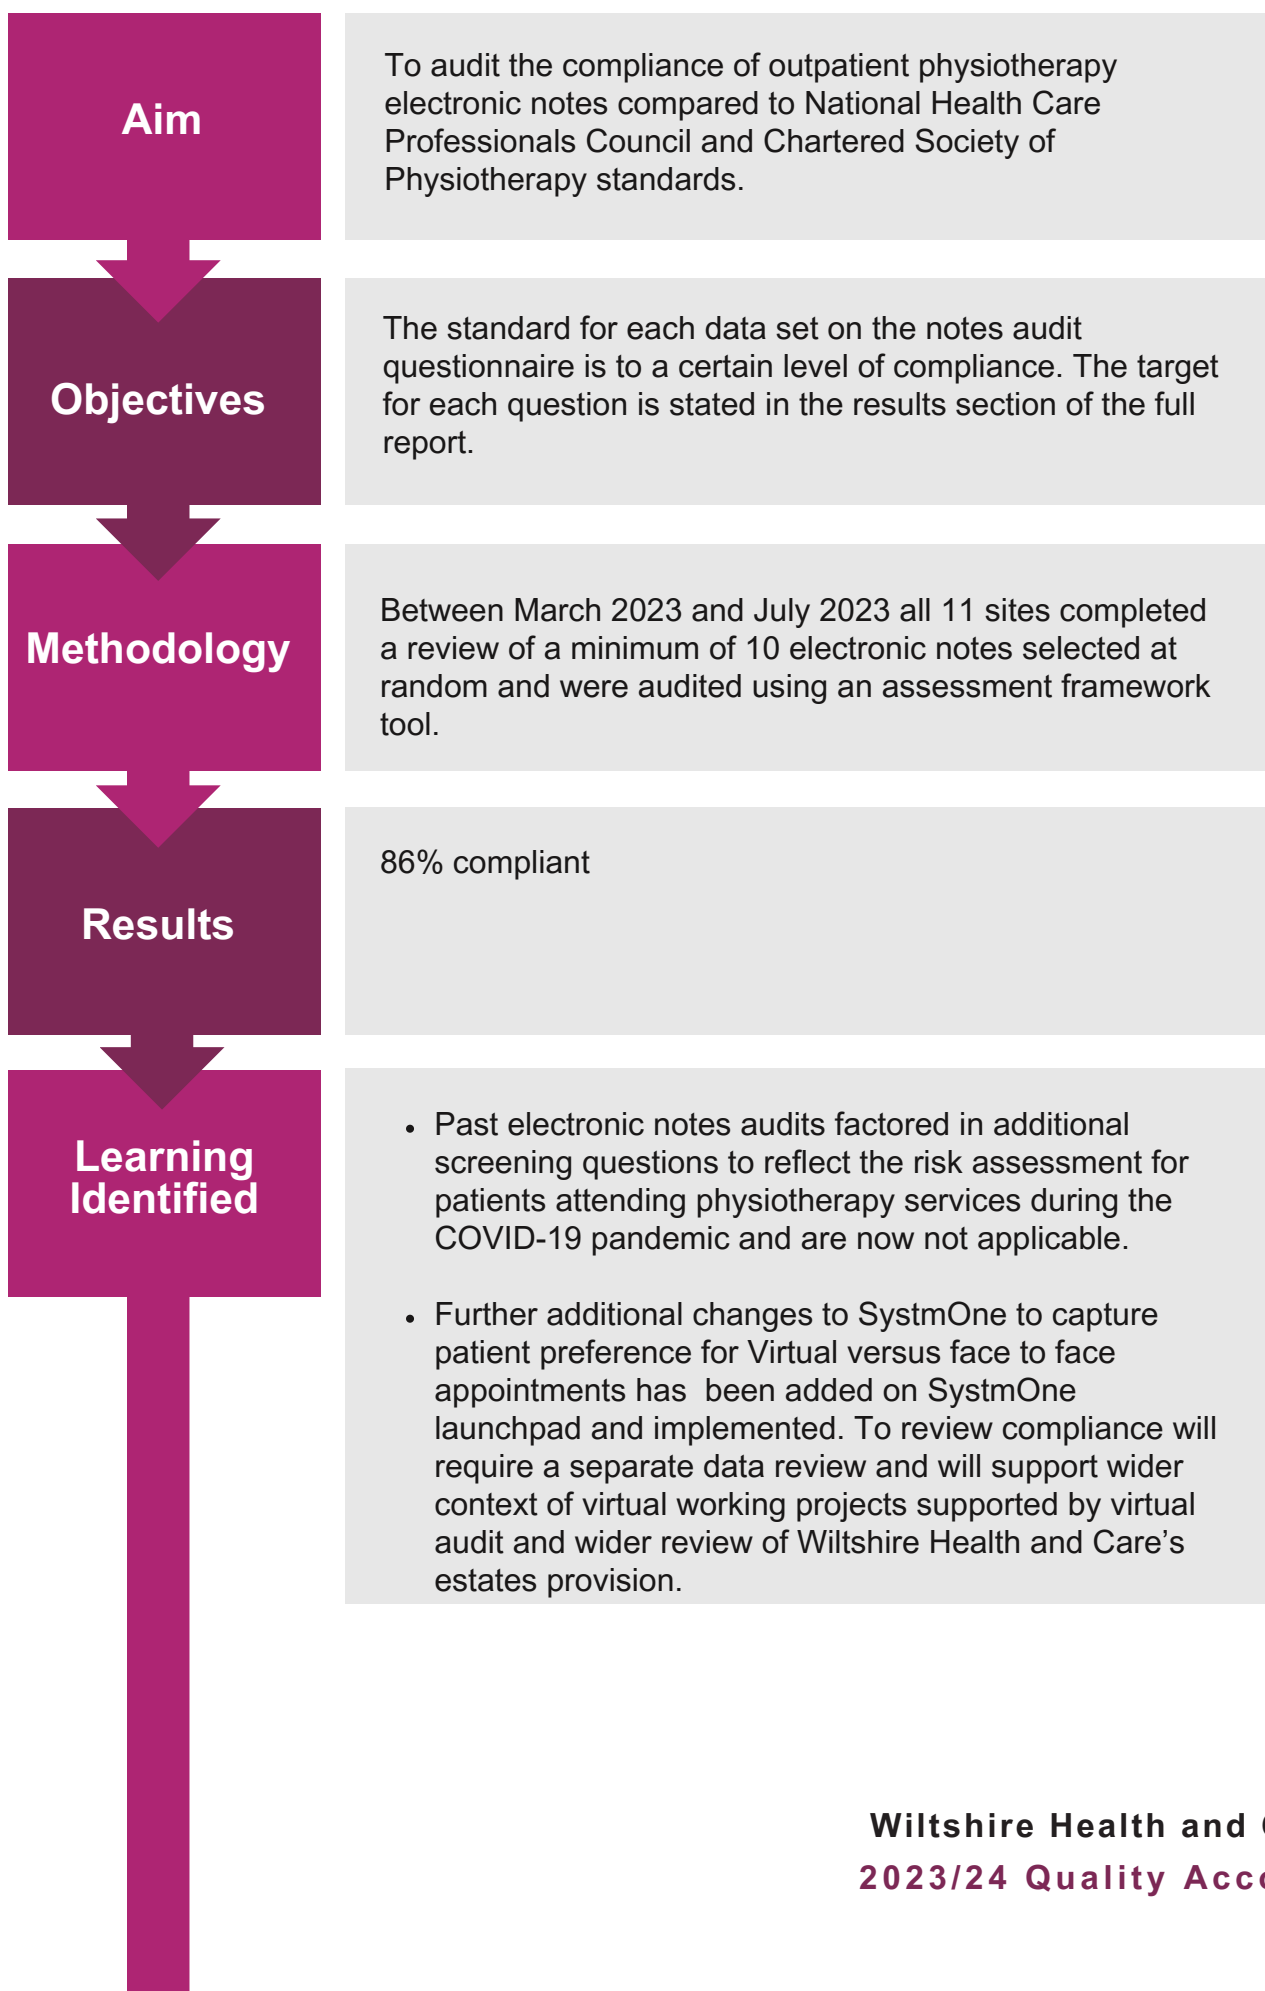 Aim
To audit the compliance of outpatient physiotherapy
electronic notes compared to National Health Care
Professionals Council and Chartered Society of
Physiotherapy standards.
Objectives
The standard for each data set on the notes audit
questionnaire is to a certain level of compliance. The target
for each question is stated in the results section of the full
report.
Methodology
Between March 2023 and July 2023 all 11 sites completed
a review of a minimum of 10 electronic notes selected at
random and were audited using an assessment framework
tool.
Results
86% compliant
Learning
Identified
• Past electronic notes audits factored in additional
screening questions to reflect the risk assessment for
patients attending physiotherapy services during the
COVID-19 pandemic and are now not applicable.
• Further additional changes to SystmOne to capture
patient preference for Virtual versus face to face
appointments has  been added on SystmOne
launchpad and implemented. To review compliance will
require a separate data review and will support wider
context of virtual working projects supported by virtual
audit and wider review of Wiltshire Health and Care’s
estates provision.
Wiltshire Health and
2023/24 Quality